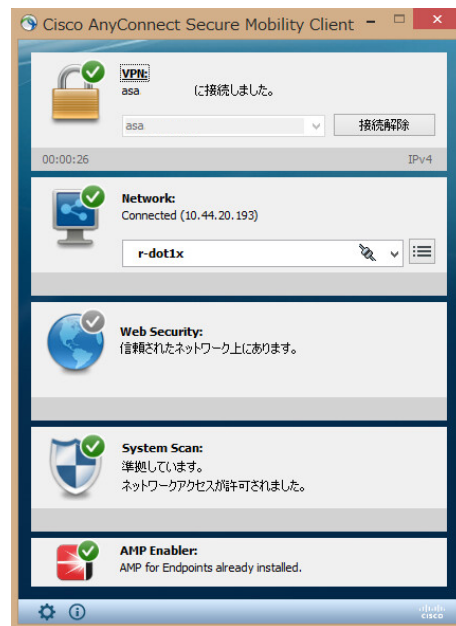 Cisco AnyConnect Secure Mobility Client
VPN:
asa に接続しました。
asa
接続解除
00:00:26
IPv4
Network:
Connected (10.44.20.193)
r-dot1x
Web Security:
信頼されたネットワーク上にあります。
System Scan:
準拠しています。
ネットワークアクセスが許可されました。
AMP Enabler:
AMP for Endpoints already installed.
CISCO